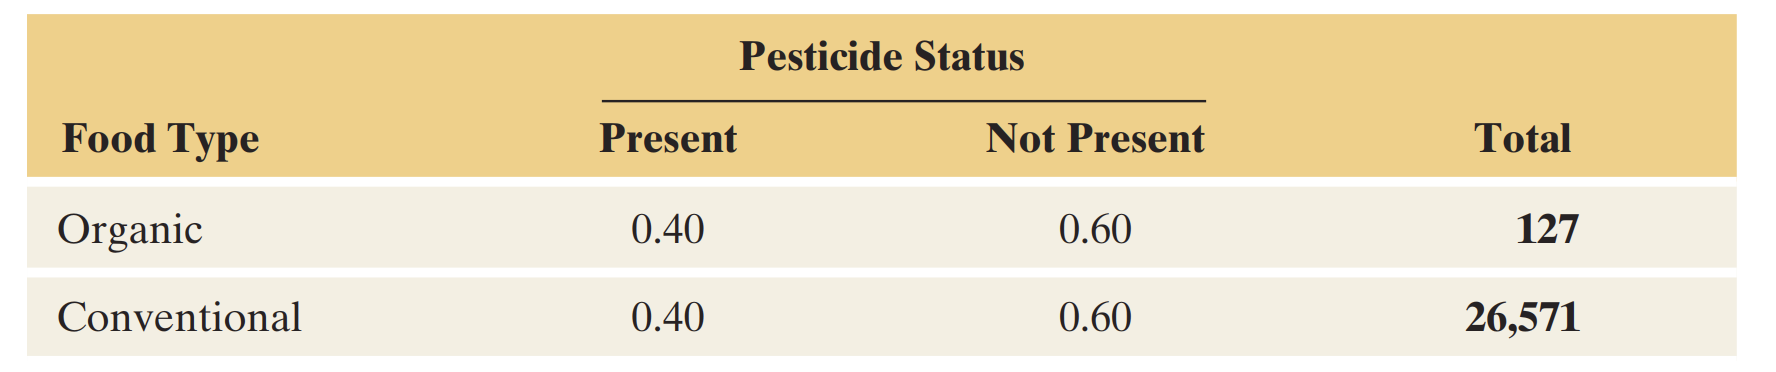 Pesticide Status
Food Type Present Not Present Total
Organic 0.40 0.60 127
Conventional 0.40 0.60 26,571